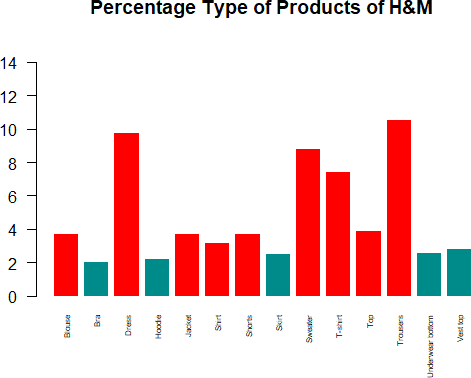 Percentage Type of Products of H&M
14
12
10
8
6
4
2
0
Blouse
Bra
Dress
Hoodie
Jacket
Shirt
Shorts
Skirt
Sweater
T-shirt
Top
Trousers
Underwear bottom
Vest top